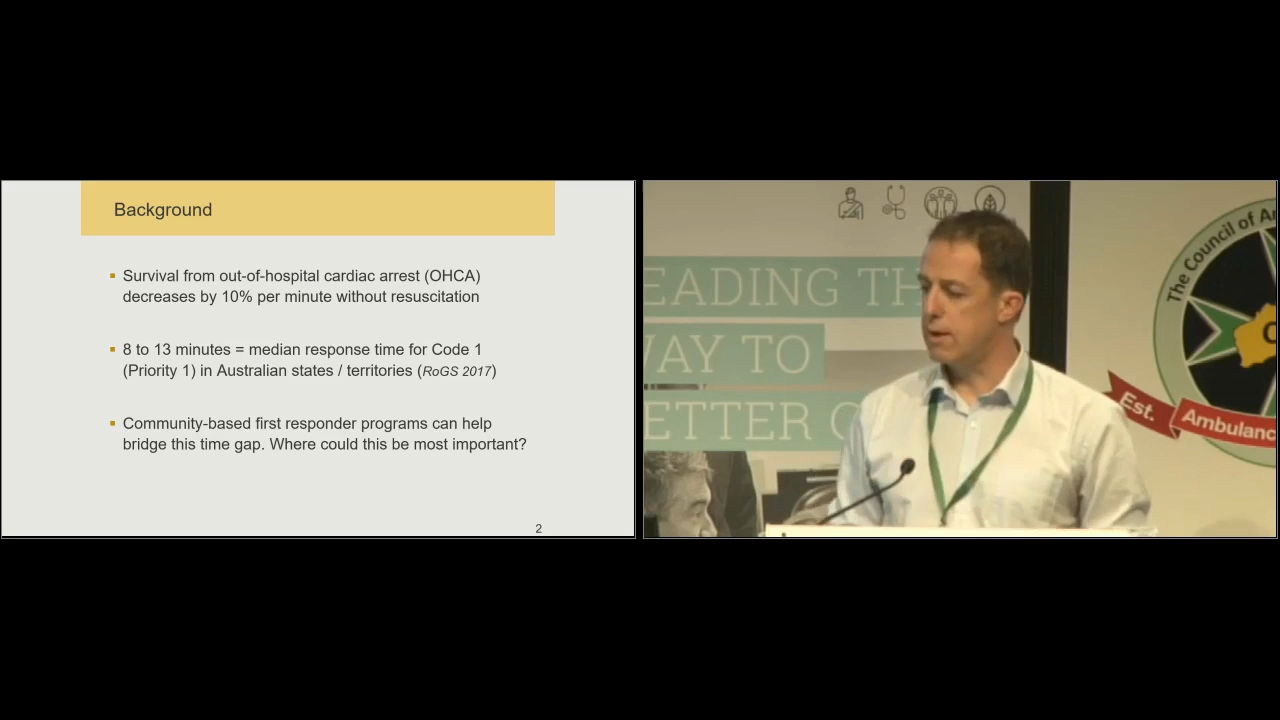 Background
Survival from out-of-hospital cardiac arrest (OHCA)
decreases by 10% per minute without resuscitation
8 to 13 minutes = median response time for Code 1
(Priority 1) in Australian states / territories (RoGS 2017)
Community-based first responder programs can help
bridge this time gap. Where could this be most important?
2
EADING TH
WAY TO
ETTER
The Council of A
Est.
Ambulanc